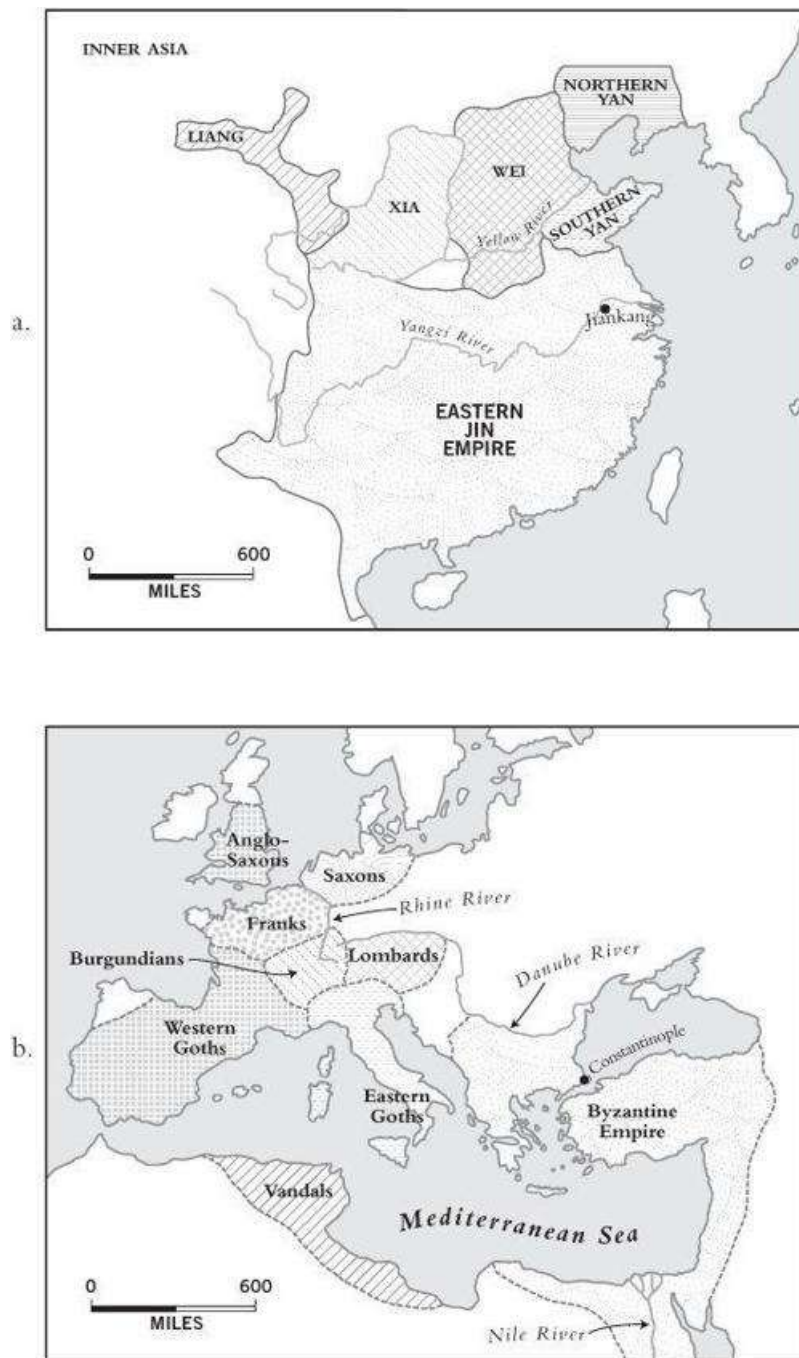 INNER ASIA
NORTHERN
YAN
LIANG
WEI
XIA
Yellow River
SOUTHERN
YAN
Jiankang
a.
Yangzi River
EASTERN
JIN
EMPIRE
0 600
MILES
Anglo-
Saxons
Saxons
Rhine River
Franks
Burgundians
Lombards
Danube River
Western
Goths
b.
Constantinople
Eastern
Goths
Byzantine
Empire
Vandals
Mediterranean Sea
0 600
MILES
Nile River